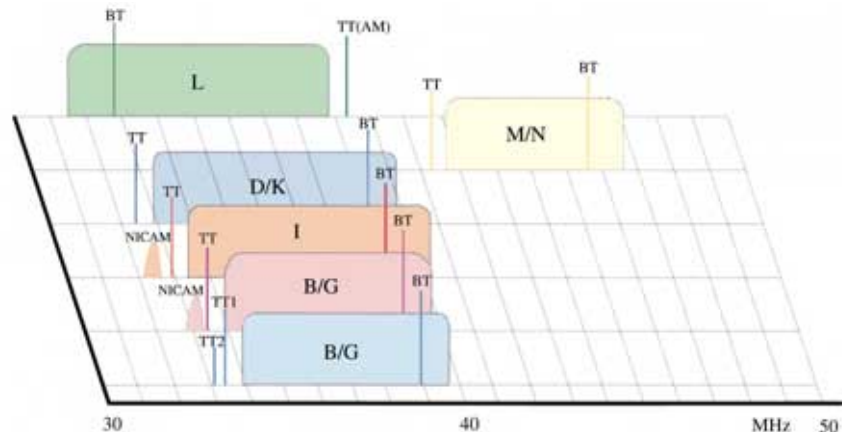 BT
TT(AM)
L
TT
BT
M/N
TT
BT
D/K
TT
BT
NICAM
TT
I
BT
NICAM
TT1
B/G
BT
TT2
B/G
30
40
MHz
50